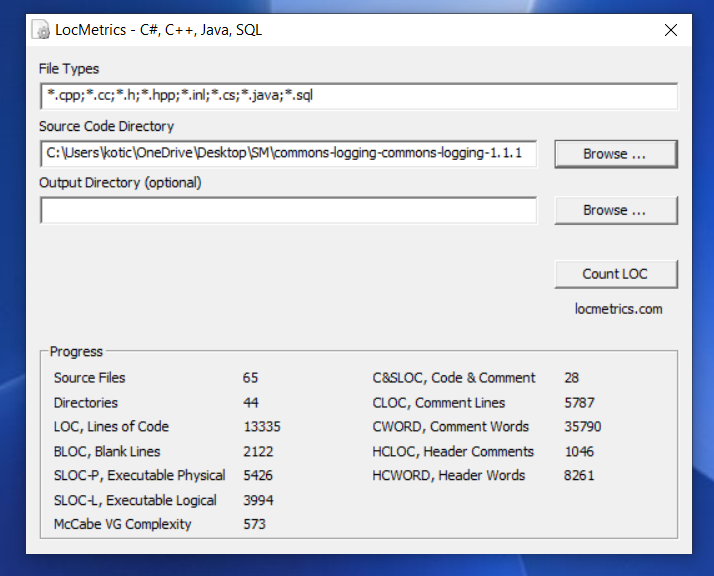 LocMetrics - C#, C++, Java, SQL
File Types
*.cpp;*.cc;*.h;*.hpp;*.inl;*.cs;*.java;*.sql
Source Code Directory
C:\Users\kotic\OneDrive\Desktop\SM\commons-logging-commons-logging-1.1.1
Browse ...
Output Directory (optional)
Browse ...
Count LOC
locmetrics.com
Progress
Source Files 65 C&SLOC, Code & Comment 28
Directories 44 CLOC, Comment Lines 5787
LOC, Lines of Code 13335 CWORD, Comment Words 35790
BLOC, Blank Lines 2122 HCLOC, Header Comments 1046
SLOC-P, Executable Physical 5426 HCWORD, Header Words 8261
SLOC-L, Executable Logical 3994
McCabe VG Complexity 573